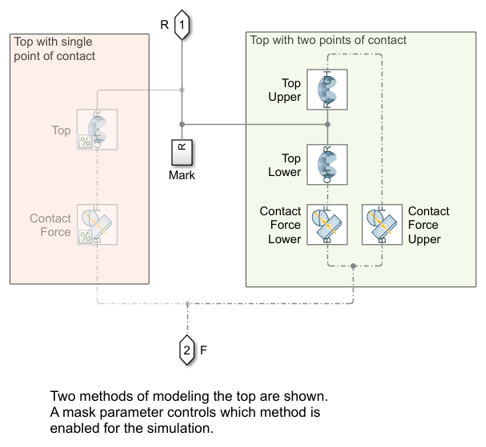 R 1
Top with single
point of contact
Top with two points of contact
Top
Upper
Top
R
Mark
Top
Lower
Contact
Force
Contact
Force
Lower
Contact
Force
Upper
2 F
Two methods of modeling the top are shown.
A mask parameter controls which method is
enabled for the simulation.